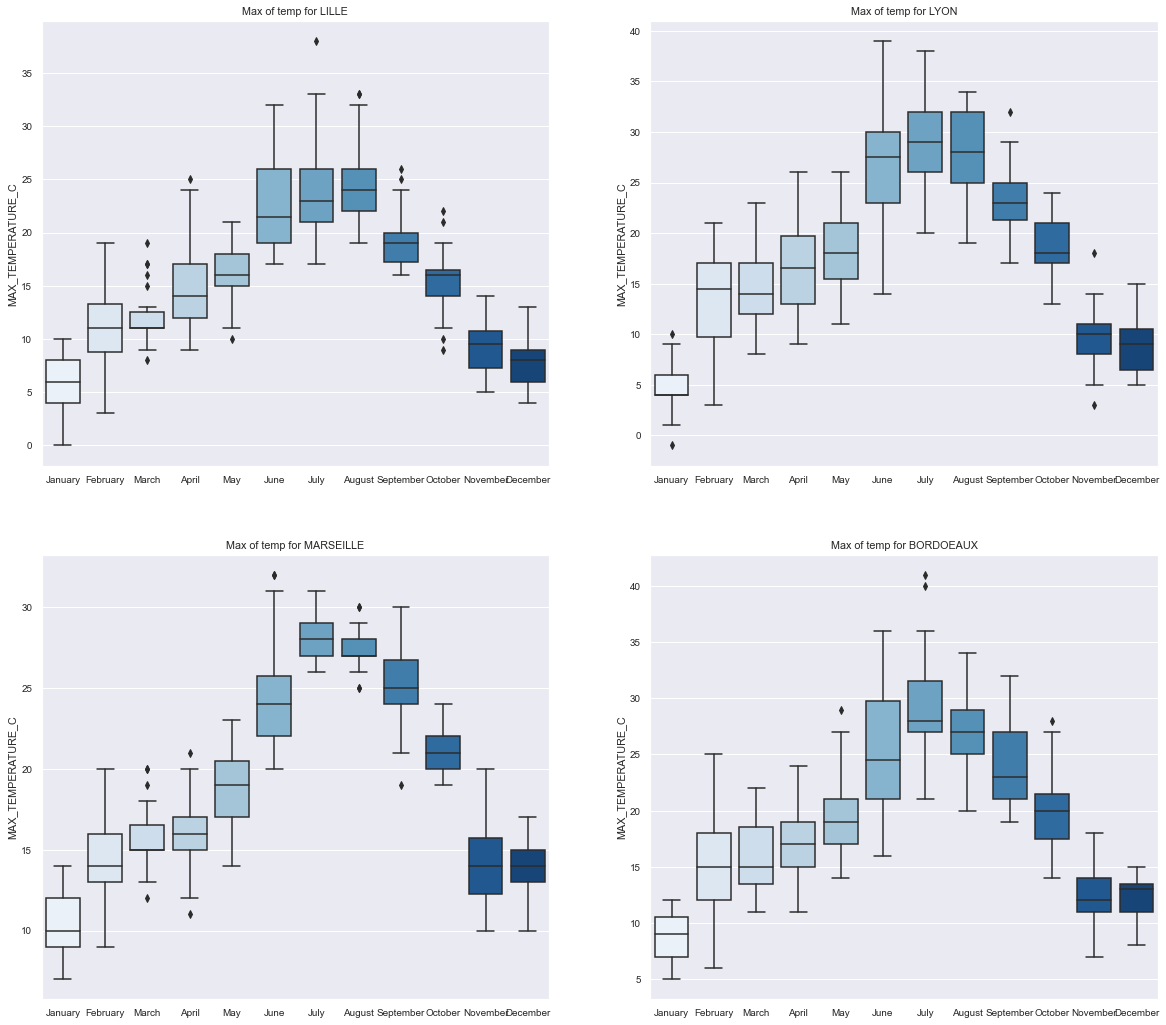 Max of temp for LILLE
MAX_TEMPERATURE_C
35
30
25
20
15
10
5
0
January February March April May June July August September October November December
Max of temp for LYON
MAX_TEMPERATURE_C
40
35
30
25
20
15
10
5
0
January February March April May June July August September October November December
Max of temp for MARSEILLE
MAX_TEMPERATURE_C
30
25
20
15
10
January February March April May June July August September October November December
Max of temp for BORDOEAUX
MAX_TEMPERATURE_C
40
35
30
25
20
15
10
5
January February March April May June July August September October November December